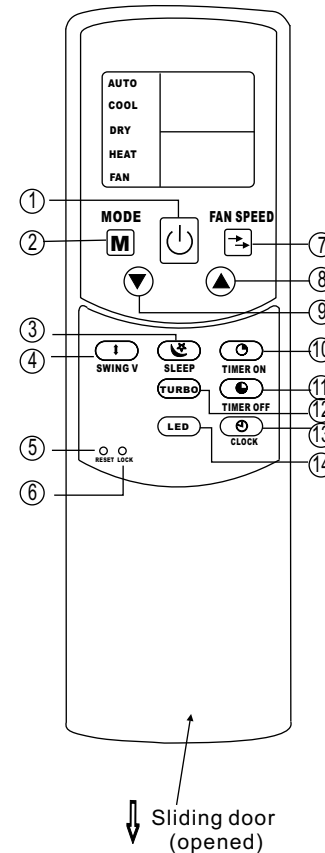 AUTO
COOL
DRY
HEAT
FAN
1
MODE
FAN SPEED
2
M
7
8
9
3
4
SWING V
SLEEP
TIMER ON
10
TURBO
11
TIMER OFF
12
LED
CLOCK
13
5
RESET LOCK
14
6
Sliding door
(opened)